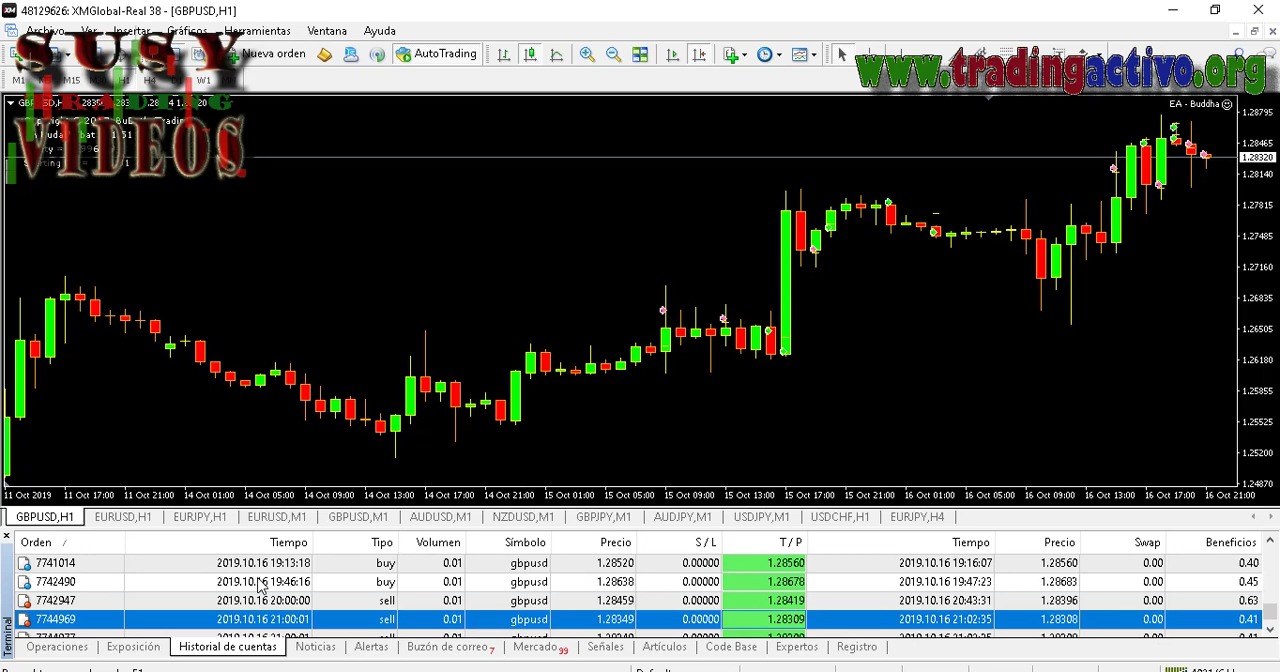 48129626: XMGlobal-Real 38 - [GBPUSD,H1]
Archivo Ver Insertar Gráficos Herramientas Ventana Ayuda
Nueva orden AutoTrading
M1 M15 H1 H4 W1
SUSY
RESULTING
VIDEOS
www.tradingactivo.org
EA - Buddha
1.28795
1.28465
1.28320
1.28140
1.27815
1.27485
1.27160
1.26835
1.26505
1.26180
1.25855
1.25525
1.25200
1.24870
11 Oct 2019 11 Oct 17:00 11 Oct 21:00 14 Oct 01:00 14 Oct 05:00 14 Oct 09:00 14 Oct 13:00 14 Oct 17:00 14 Oct 21:00 15 Oct 01:00 15 Oct 05:00 15 Oct 09:00 15 Oct 13:00 15 Oct 17:00 15 Oct 21:00 16 Oct 01:00 16 Oct 05:00 16 Oct 09:00 16 Oct 13:00 16 Oct 17:00 16 Oct 21:00
GBPUSD,H1 EURUSD,H1 EURJPY,H1 EURUSD,M1 GBPUSD,M1 AUDUSD,M1 NZDUSD,M1 GBPJPY,M1 AUDJPY,M1 USDJPY,M1 USDCHF,H1 EURJPY,H4
Orden / Tiempo Tipo Volumen Símbolo Precio S / L T / P Tiempo Precio Swap Beneficios
7741014 2019.10.16 19:13:18 buy 0.01 gbpusd 1.28520 0.00000 1.28560 2019.10.16 19:16:07 1.28560 0.00 0.40
7742490 2019.10.16 19:46:16 buy 0.01 gbpusd 1.28638 0.00000 1.28678 2019.10.16 19:47:23 1.28683 0.00 0.45
7742947 2019.10.16 20:00:00 sell 0.01 gbpusd 1.28459 0.00000 1.28419 2019.10.16 20:43:31 1.28396 0.00 0.63
7744969 2019.10.16 21:00:01 sell 0.01 gbpusd 1.28349 0.00000 1.28309 2019.10.16 21:02:35 1.28308 0.00 0.41
Terminal
Operaciones Exposición Historial de cuentas Noticias Alertas Buzón de correo 7 Mercado 99 Señales Artículos Code Base Expertos Registro